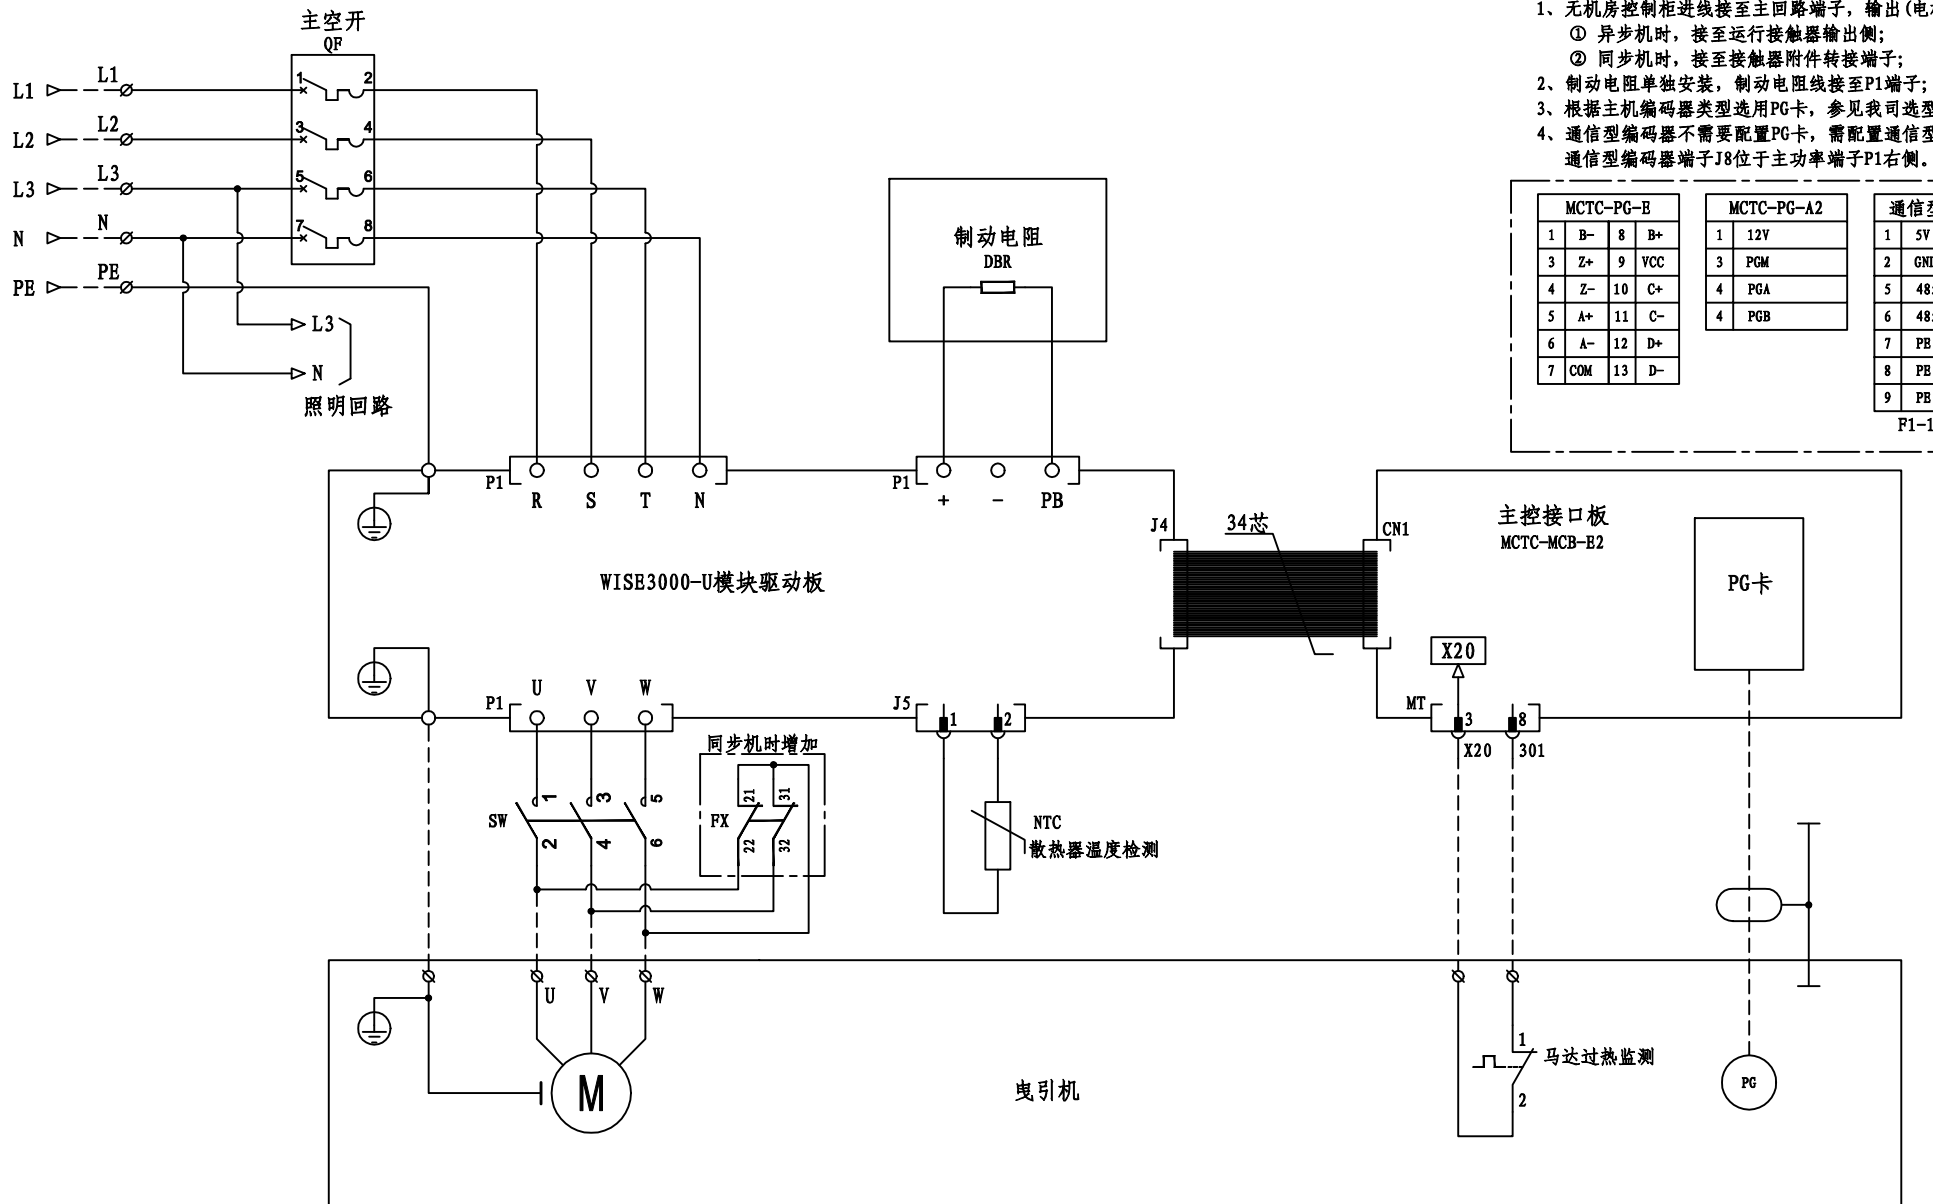 主空开
QF
1、无机房控制柜进线接至主回路端子，输出(电
① 异步机时，接至运行接触器输出侧；
② 同步机时，接至接触器附件转接端子；
2、制动电阻单独安装，制动电阻线接至P1端子；
3、根据主机编码器类型选用PG卡，参见我司选型
4、通信型编码器不需要配置PG卡，需配置通信型
通信型编码器端子J8位于主功率端子P1右侧。
L1 L1 1 2
L2 L2 3 4
L3 L3 5 6
N N 7 8
PE PE
L3
N
照明回路
制动电阻
DBR
MCTC-PG-E
1 B- 8 B+
3 Z+ 9 VCC
4 Z- 10 C+
5 A+ 11 C-
6 A- 12 D+
7 COM 13 D-
MCTC-PG-A2
1 12V
3 PGM
4 PGA
4 PGB
通信型
1 5V
2 GND
5 48
6 48
7 PE
8 PE
9 PE
F1-1
P1 R S T N
P1 + - PB
J4
34芯
CN1
主控接口板
MCTC-MCB-E2
PG卡
WISE3000-U模块驱动板
X20
P1 U V W
J5 1 2
MT 3 8
X20 301
同步机时增加
SW 1 3 5
2 4 6
FX 21 31
22 32
NTC
散热器温度检测
U V W
M
曳引机
1
马达过热监测
2
PG